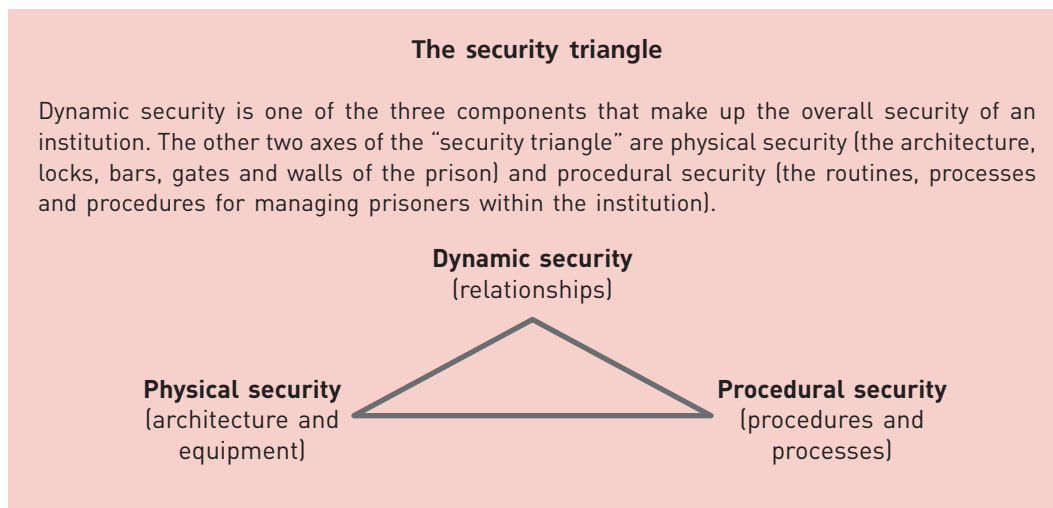 The security triangle
Dynamic security is one of the three components that make up the overall security of an
institution. The other two axes of the “security triangle” are physical security (the architecture,
locks, bars, gates and walls of the prison) and procedural security (the routines, processes
and procedures for managing prisoners within the institution).
Dynamic security
(relationships)
Physical security
(architecture and
equipment)
Procedural security
(procedures and
processes)